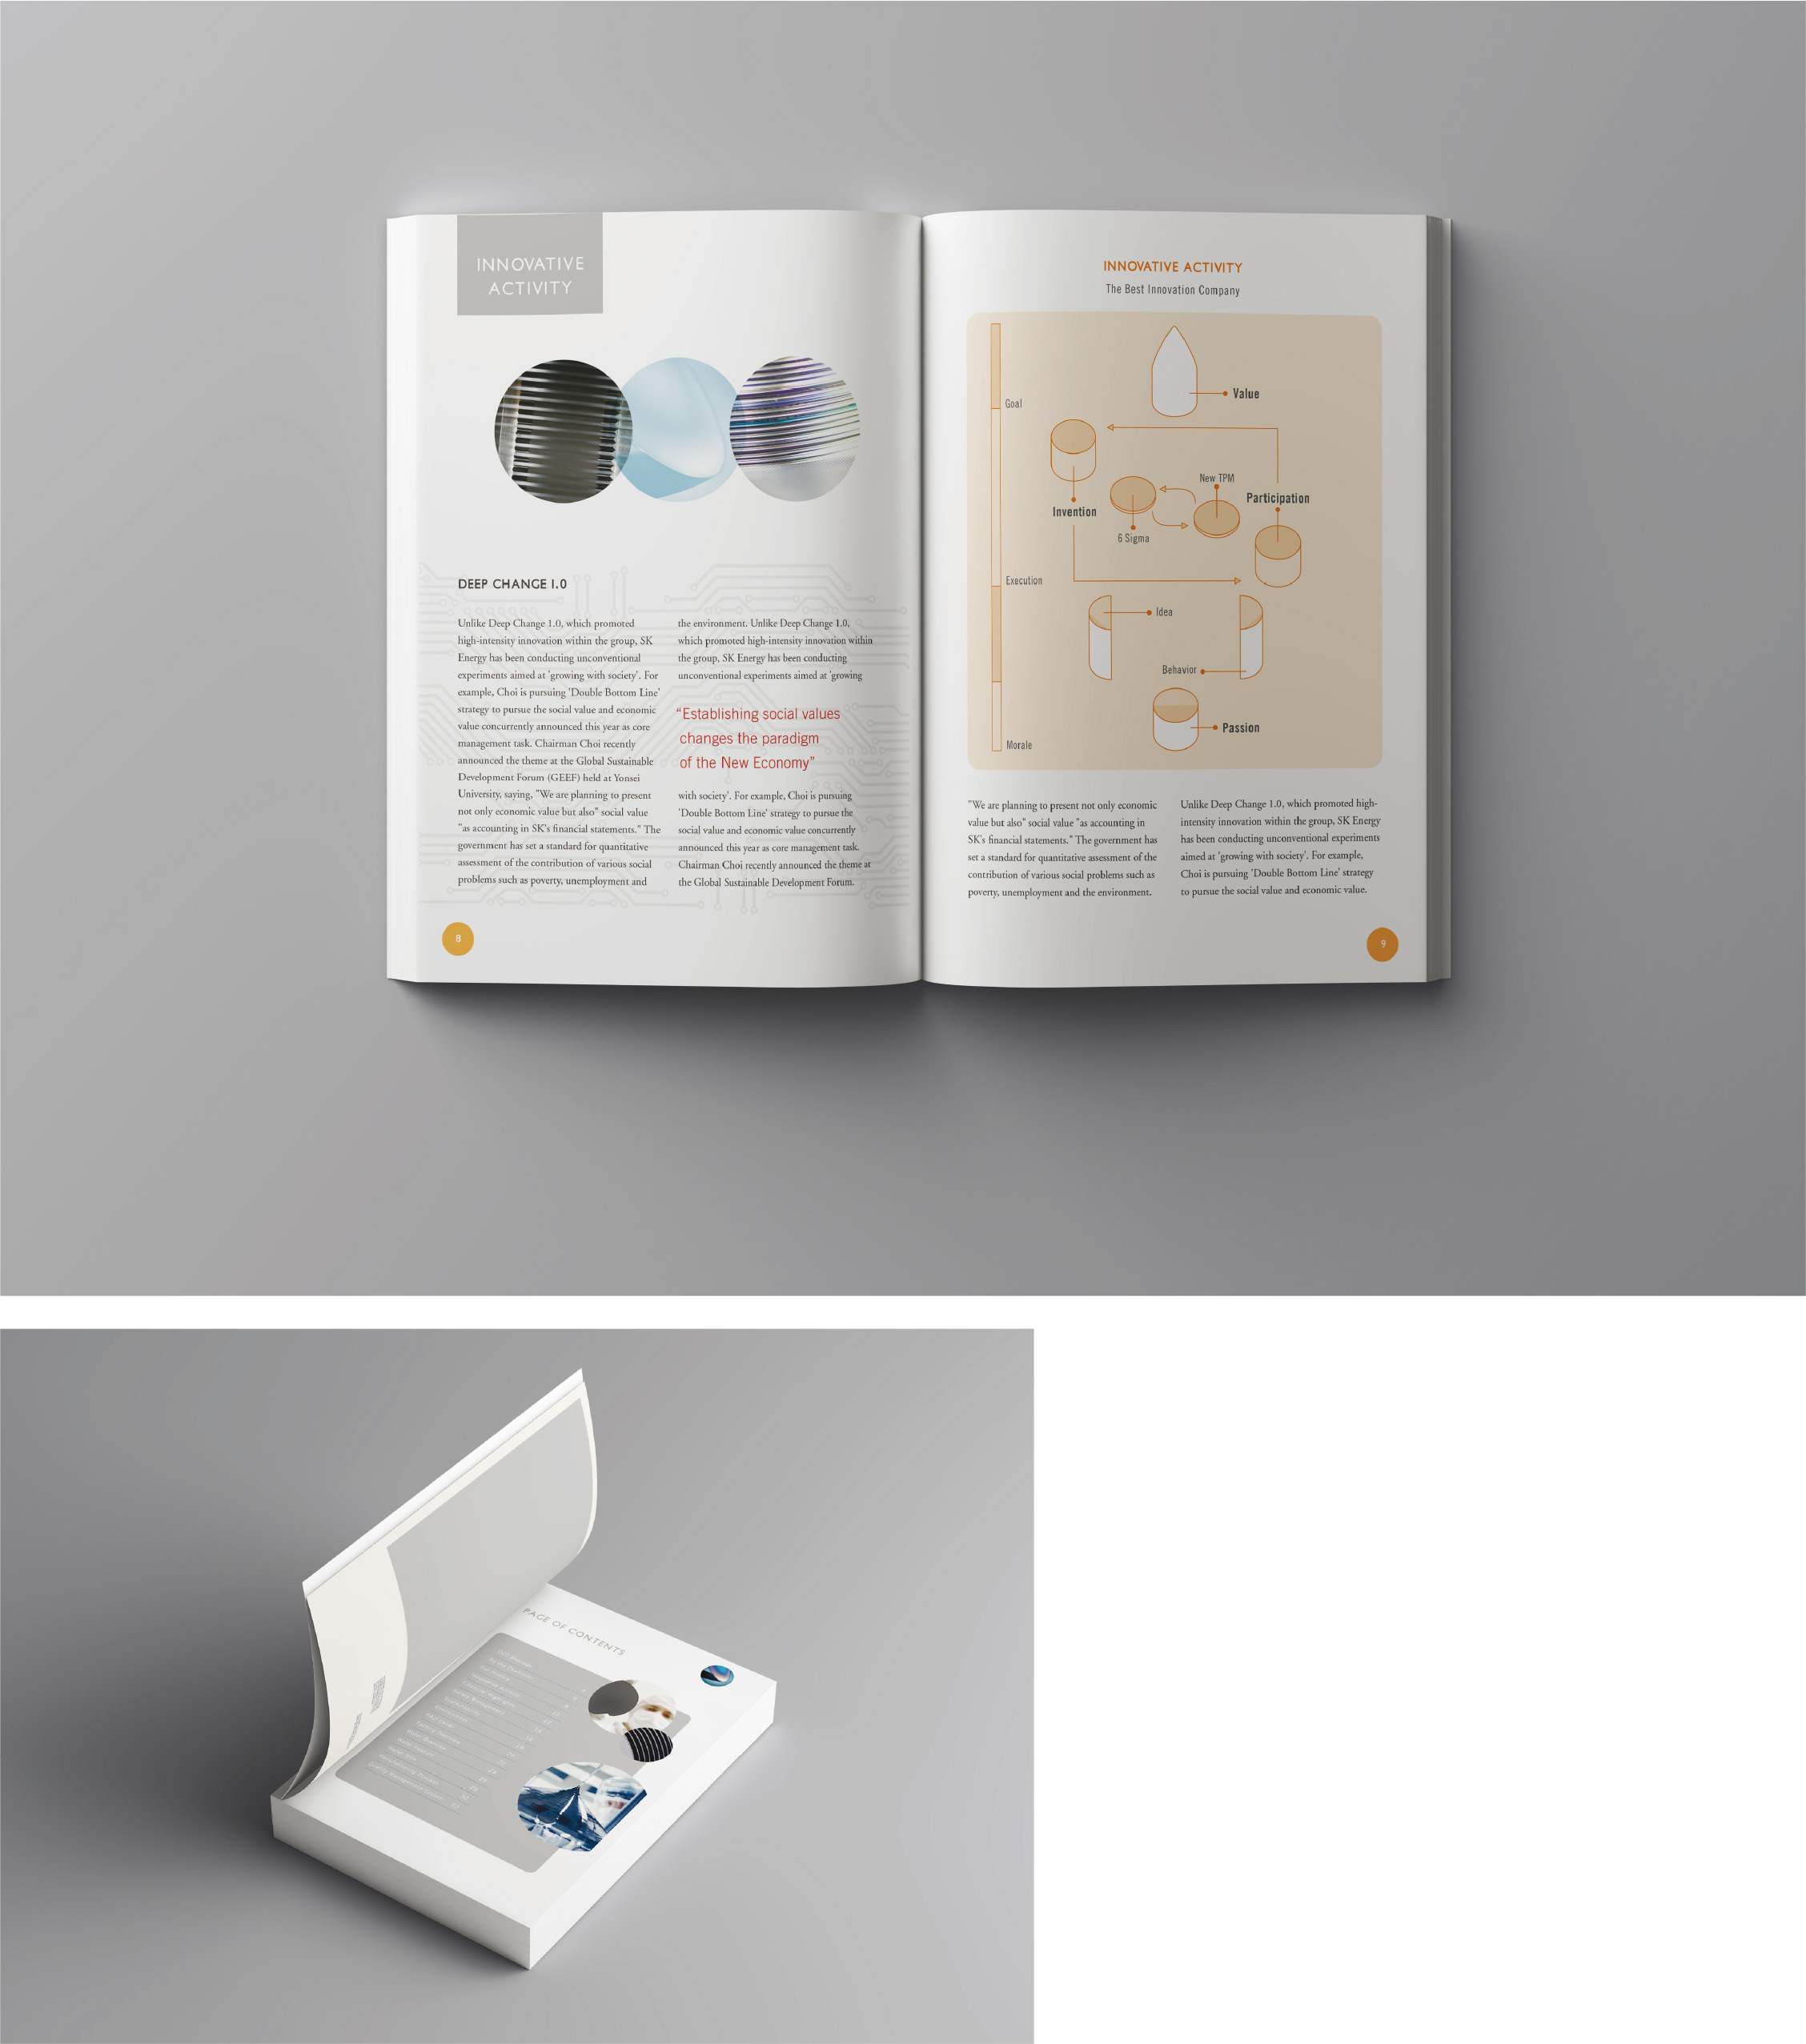 INNOVATIVE
ACTIVITY
DEEP CHANGE 1.0
Unlike Deep Change 1.0, which promoted
high-intensity innovation within the group, SK
Energy has been conducting unconventional
experiments aimed at 'growing with society'. For
example, Choi is pursuing 'Double Bottom Line'
strategy to pursue the social value and economic
value concurrently announced this year as core
management task. Chairman Choi recently
announced the theme at the Global Sustainable
Development Forum (GEEF) held at Yonsei
University, saying, "We are planning to present
not only economic value but also" social value
"as accounting in SK's financial statements." The
government has set a standard for quantitative
assessment of the contribution of various social
problems such as poverty, unemployment and
the environment. Unlike Deep Change 1.0,
which promoted high-intensity innovation within
the group, SK Energy has been conducting
unconventional experiments aimed at 'growing
“Establishing social values
changes the paradigm
of the New Economy”
with society'. For example, Choi is pursuing
'Double Bottom Line' strategy to pursue the
social value and economic value concurrently
announced this year as core management task.
Chairman Choi recently announced the theme at
the Global Sustainable Development Forum.
8
INNOVATIVE ACTIVITY
The Best Innovation Company
Value
Goal
New TPM
Participation
Invention
6 Sigma
Execution
Idea
Behavior
Passion
Morale
"We are planning to present not only economic
value but also" social value "as accounting in
SK's financial statements." The government has
set a standard for quantitative assessment of the
contribution of various social problems such as
poverty, unemployment and the environment.
Unlike Deep Change 1.0, which promoted high-
intensity innovation within the group, SK Energy
has been conducting unconventional experiments
aimed at 'growing with society'. For example,
Choi is pursuing 'Double Bottom Line' strategy
to pursue the social value and economic value.
9
PAGE OF CONTENTS